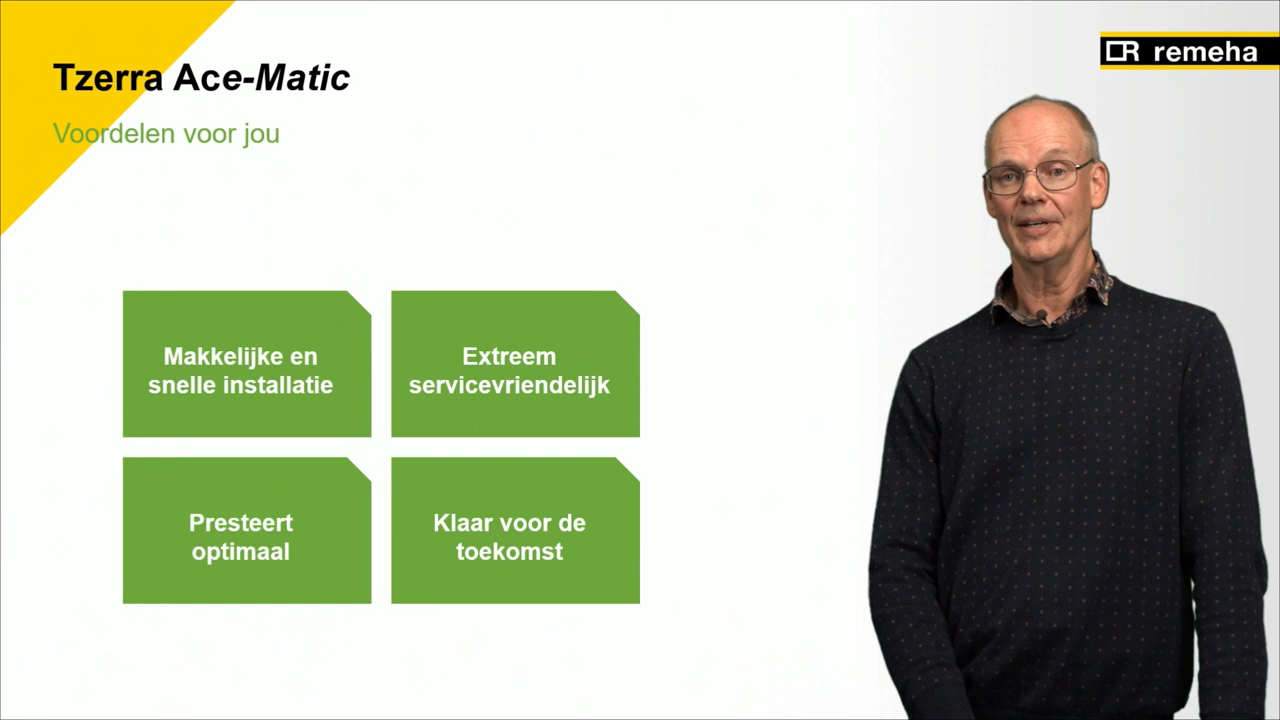 Tzerra Ace-Matic
remeha
Voordelen voor jou
Makkelijke en
snelle installatie
Extreem
servicevriendelijk
Presteert
optimaal
Klaar voor de
toekomst